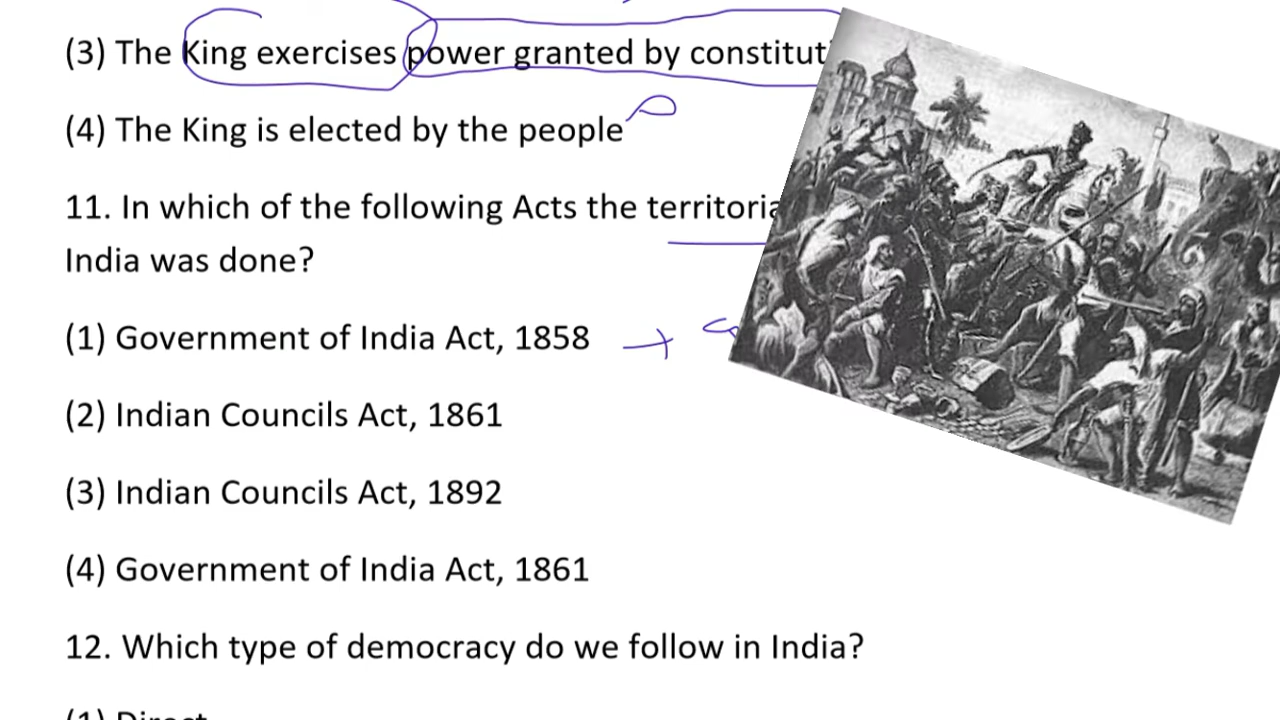 (3) The King exercises power granted by
(4) The King is elected by the people
11. In which of the following Acts the
India was done?
(1) Government of India Act, 1858
(2) Indian Councils Act, 1861
(3) Indian Councils Act, 1892
(4) Government of India Act, 1861
12. Which type of democracy do we follow in India?
(1) Direct